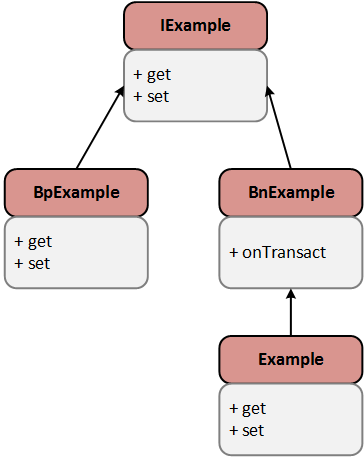 IExample
+ get
+ set
BpExample
+ get
+ set
BnExample
+ onTransact
Example
+ get
+ set